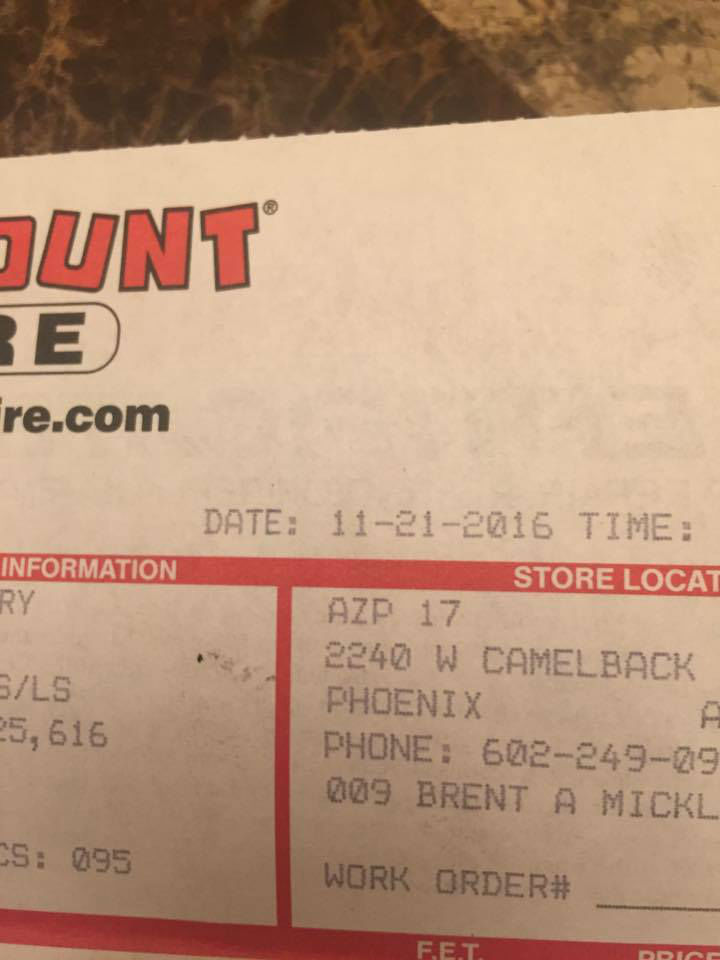 OUNT®
RE
ire.com
DATE: 11-21-2016 TIME:
INFORMATION
STORE LOCAT
RY
AZP 17
2240 W CAMELBACK
S/LS
PHOENIX A
25,616
PHONE: 602-249-09
009 BRENT A MICKL
CS: 095
WORK ORDER#
F.E.T.
PRICE